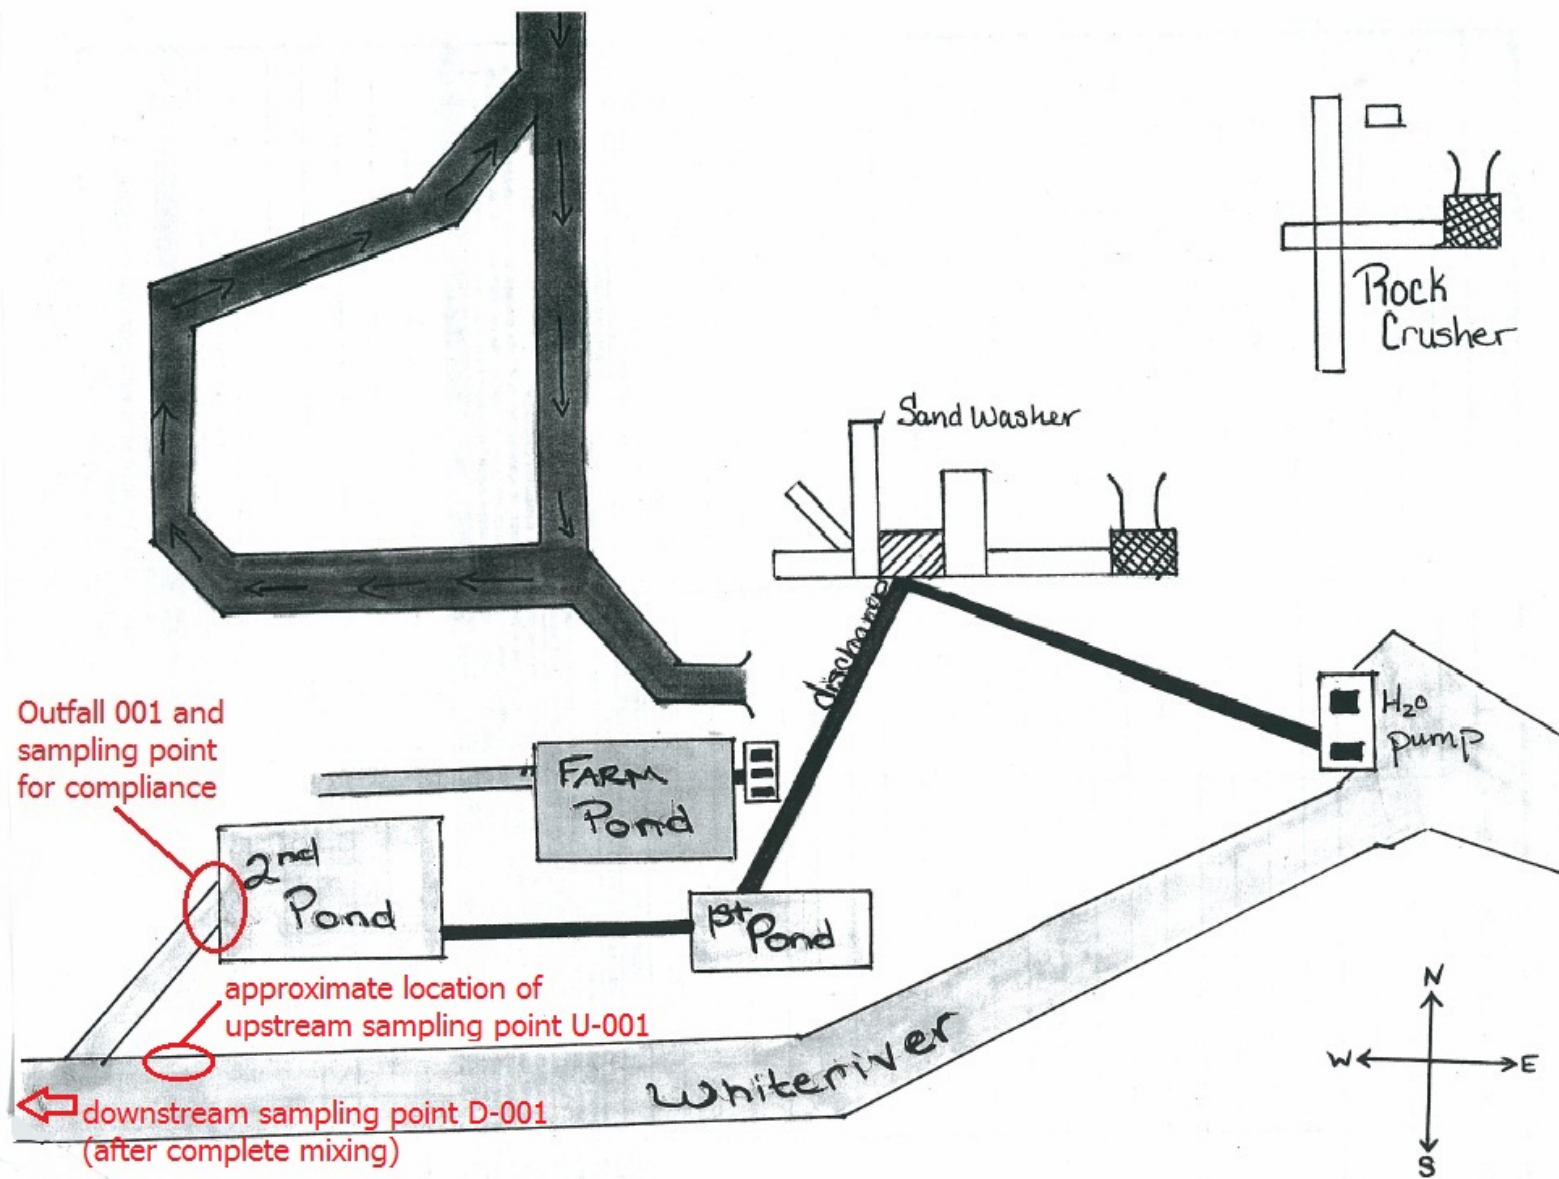 Rock
Crusher
Sand Washer
discharge
H₂O
pump
Outfall 001 and
sampling point
for compliance
FARM
Pond
2nd
Pond
1st Pond
approximate location of
upstream sampling point U-001
Whiteriver
downstream sampling point D-001
(after complete mixing)
N
W
E
S